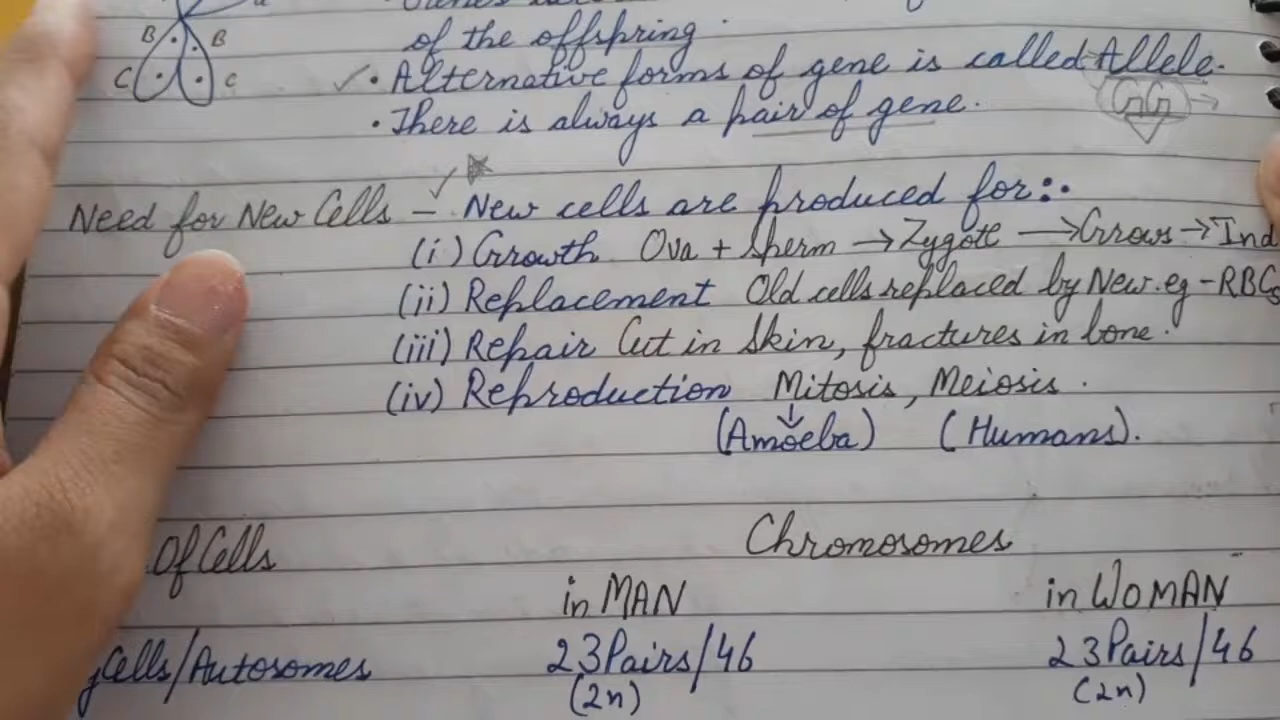 B B
of the offspring.
C C
• Alternative forms of gene is called Allele.
• There is always a pair of gene.
GG
Need for New Cells – New cells are produced for:
(i) Growth Ova + Sperm → Zygote → Grows → Ind
(ii) Replacement Old cells replaced by New. eg - RBCs
(iii) Repair Cut in Skin, fractures in bone.
(iv) Reproduction Mitosis, Meiosis.
(Amoeba) (Humans).
Of Cells Chromosomes
in MAN in WOMAN
Cells/Autosomes 23 Pairs/46 23 Pairs/46
(2n) (2n)